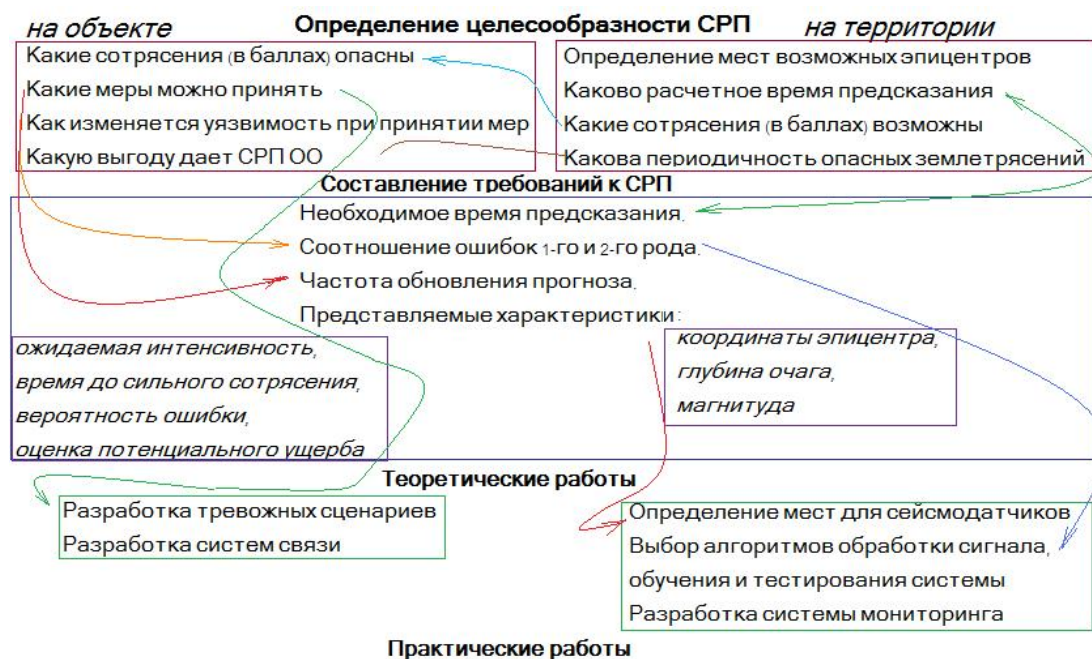 на объекте
Определение целесообразности СРП
на территории
Какие сотрясения (в баллах) опасны
Какие меры можно принять
Как изменяется уязвимость при принятии мер
Какую выгоду дает СРП ОО
Определение мест возможных эпицентров
Каково расчетное время предсказания
Какие сотрясения (в баллах) возможны
Какова периодичность опасных землетрясений
Составление требований к СРП
Необходимое время предсказания.
Соотношение ошибок 1-го и 2-го рода.
Частота обновления прогноза.
Представляемые характеристики:
ожидаемая интенсивность,
время до сильного сотрясения,
вероятность ошибки,
оценка потенциального ущерба
координаты эпицентра,
глубина очага,
магнитуда
Теоретические работы
Разработка тревожных сценариев
Разработка систем связи
Определение мест для сейсмодатчиков
Выбор алгоритмов обработки сигнала,
обучения и тестирования системы
Разработка системы мониторинга
Практические работы